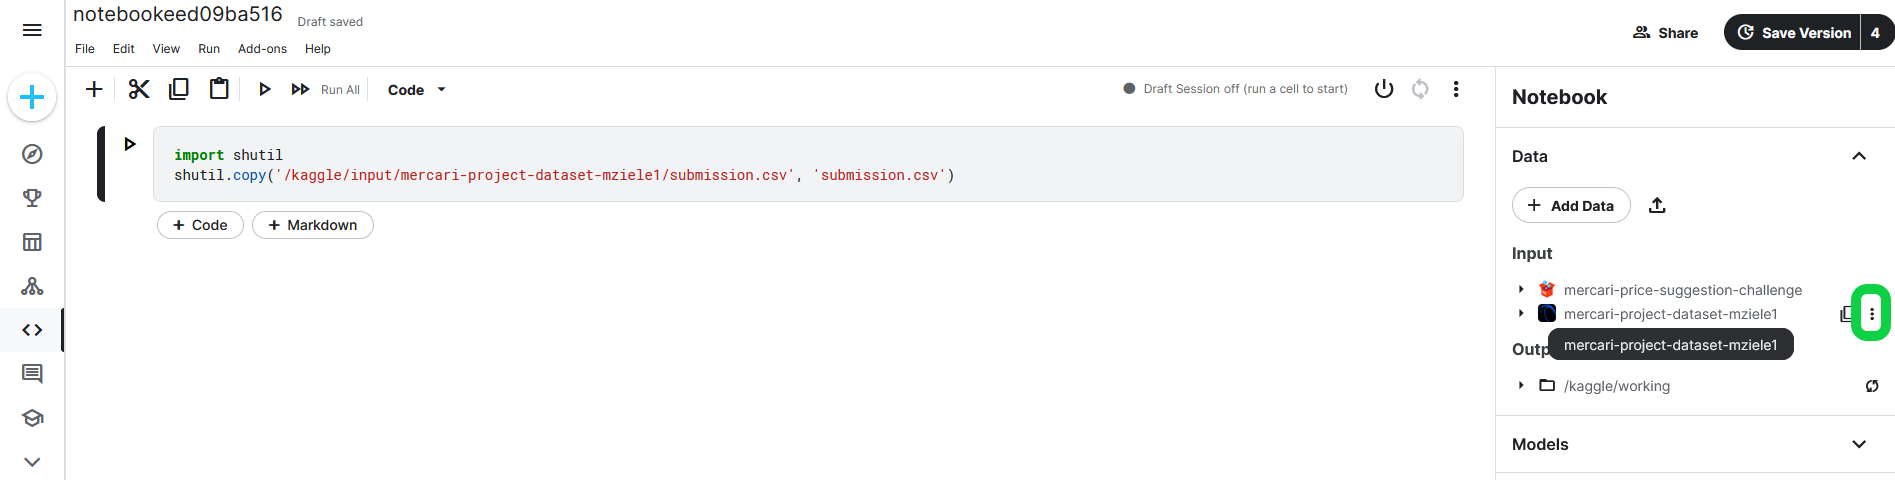 notebookeed09ba516 Draft saved
File Edit View Run Add-ons Help
Share Save Version 4
Run All Code
Draft Session off (run a cell to start)
import shutil
shutil.copy('/kaggle/input/mercari-project-dataset-mziele1/submission.csv', 'submission.csv')
+ Code + Markdown
Notebook
Data
+ Add Data
Input
mercari-price-suggestion-challenge
mercari-project-dataset-mziele1
mercari-project-dataset-mziele1
Outp
/kaggle/working
Models